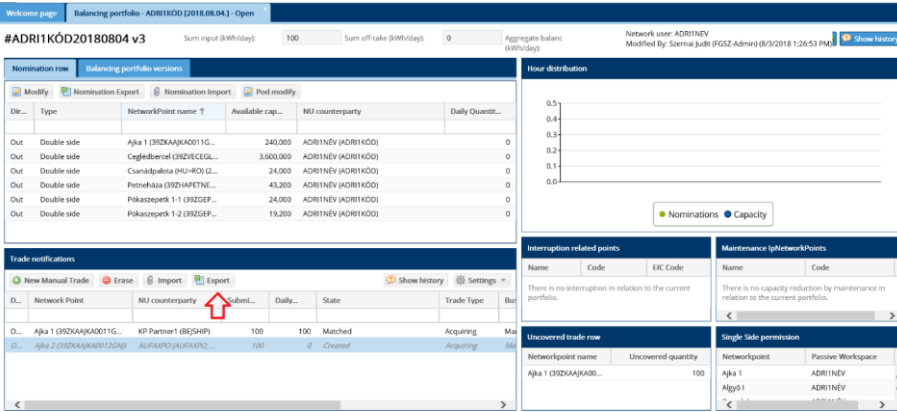 Welcome page
Balancing portfolio - ADRI1KÓD [2018.08.04.] - Open
#ADRI1KÓD20180804 v3
Sum input (kWh/day): 100
Sum off-take (kWh/day): 0
Aggregate balanc
(kWh/day):
Network user: ADRI1NÉV
Modified By: Szernai Judit (FGSZ-Admin) (8/3/2018 1:26:53 PM)
Show history
Nomination row
Balancing portfolio versions
Modify
Nomination Export
Nomination Import
Pod modify
Dir... Type NetworkPoint name ↑ Available cap... NU counterparty Daily Quantit...
Out Double side Ajka 1 (39ZKAAJKA0011G... 240,000 ADRI1NÉV (ADRI1KÓD) 0
Out Double side Ceglédbercel (39ZVECEGL... 3,600,000 ADRI1NÉV (ADRI1KÓD) 0
Out Double side Csanádpalota (HU>RO) (2... 24,000 ADRI1NÉV (ADRI1KÓD) 0
Out Double side Petneháza (39ZHAPETNE... 43,200 ADRI1NÉV (ADRI1KÓD) 0
Out Double side Pókaszepetk 1-1 (39ZGEP... 24,000 ADRI1NÉV (ADRI1KÓD) 0
Out Double side Pókaszepetk 1-2 (39ZGEP... 19,200 ADRI1NÉV (ADRI1KÓD) 0
Hour distribution
0.5
0.4
0.3
0.2
0.1
0.0
Nominations Capacity
Trade notifications
New Manual Trade
Erase
Import
Export
Show history
Settings
D... Network Point NU counterparty Submi... Daily... State Trade Type Bus
O... Ajka 1 (39ZKAAJKA0011G... KP Partner1 (BEJSHIP) 100 100 Matched Acquiring Mai
O... Ajka 2 (39ZKAAJKA0012GNJ) AUFAXPO (AUFAXPO_... 100 0 Created Acquiring Mai
Interruption related points
Name Code EIC Code
There is no interruption in relation to the current
portfolio.
Maintenance IpNetworkPoints
Name Code
There is no capacity reduction by maintenance in
relation to the current portfolio.
Uncovered trade row
Networkpoint name Uncovered quantity
Ajka 1 (39ZKAAJKA00... 100
Single Side permission
Networkpoint Passive Workspace
Ajka 1 ADRI1NÉV
Algyő I ADRI1NÉV